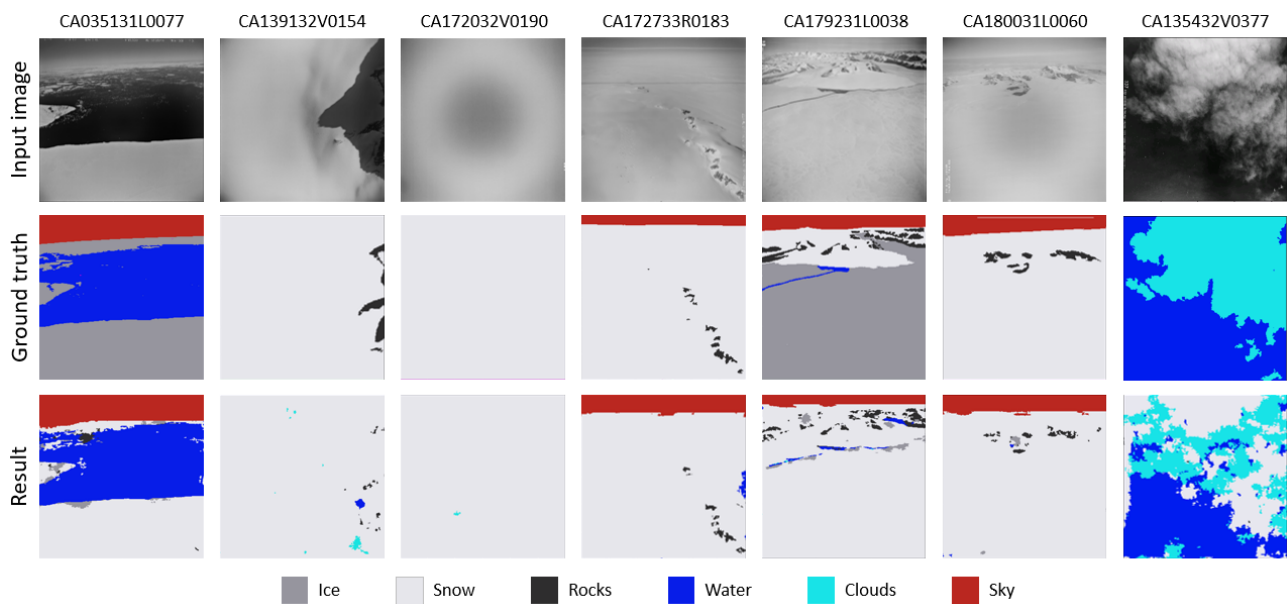 CA035131L0077 CA139132V0154 CA172032V0190 CA172733R0183 CA179231L0038 CA180031L0060 CA135432V0377
Input image
Ground truth
Result
Ice Snow Rocks Water Clouds Sky